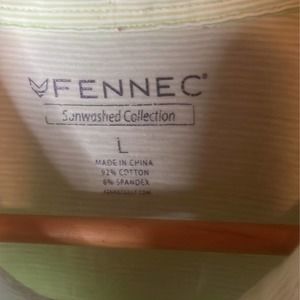 FENNEC®
Sunwashed Collection
L
MADE IN CHINA
92% COTTON
8% SPANDEX